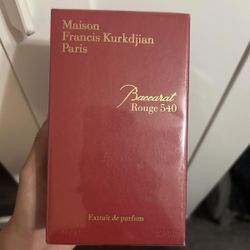 Maison
Francis Kurkdjian
Paris
Baccarat
Rouge 540
Extrait de parfum